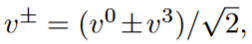 v^± = (v^0 ± v^3)/√2,